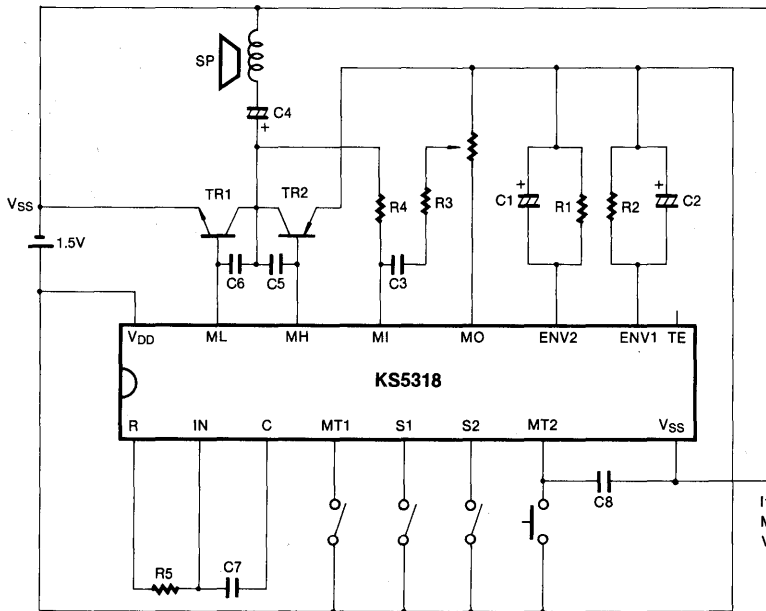 SP
C4
+
TR1
TR2
VSS
1.5V
R4
R3
C6
C5
C3
+
C1
R1
R2
+
C2
VDD
ML
MH
MI
MO
ENV2
ENV1
TE
KS5318
R
IN
C
MT1
S1
S2
MT2
VSS
C8
R5
C7
M
V